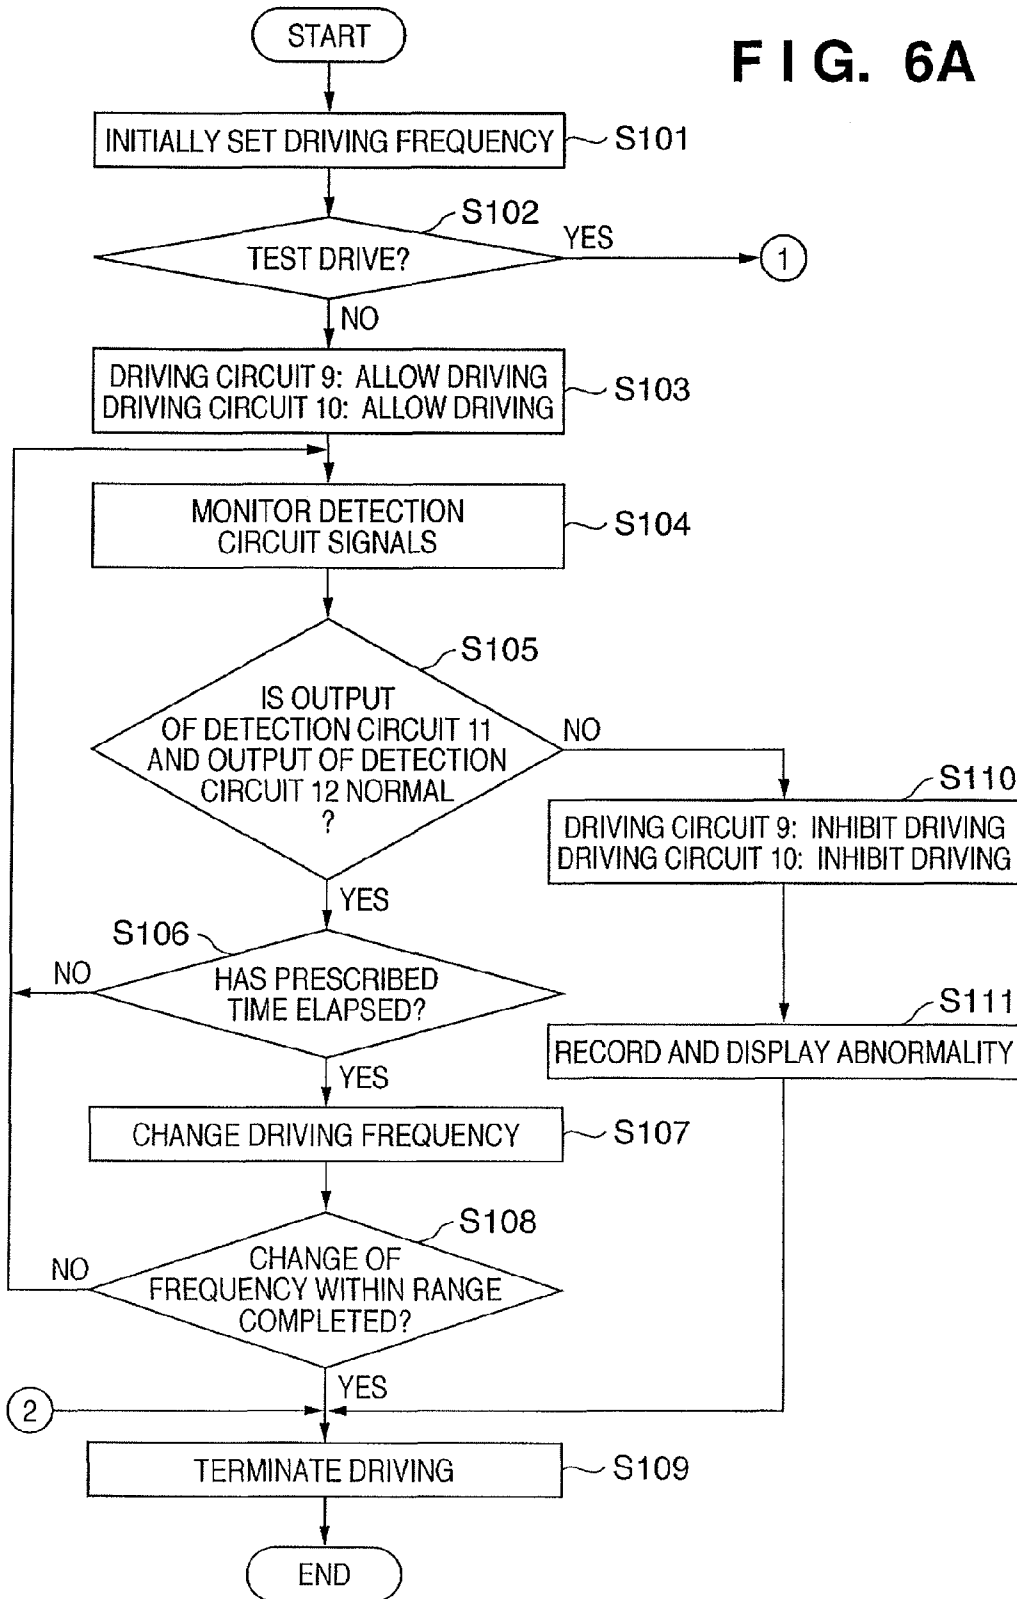 START
FIG. 6A
INITIALLY SET DRIVING FREQUENCY
S101
S102
TEST DRIVE?
YES
1
NO
DRIVING CIRCUIT 9: ALLOW DRIVING
DRIVING CIRCUIT 10: ALLOW DRIVING
S103
MONITOR DETECTION
CIRCUIT SIGNALS
S104
S105
IS OUTPUT
OF DETECTION CIRCUIT 11
AND OUTPUT OF DETECTION
CIRCUIT 12 NORMAL
?
NO
S110
DRIVING CIRCUIT 9: INHIBIT DRIVING
DRIVING CIRCUIT 10: INHIBIT DRIVING
YES
S106
NO
HAS PRESCRIBED
TIME ELAPSED?
S111
RECORD AND DISPLAY ABNORMALITY
YES
CHANGE DRIVING FREQUENCY
S107
S108
NO
CHANGE OF
FREQUENCY WITHIN RANGE
COMPLETED?
YES
2
TERMINATE DRIVING
S109
END